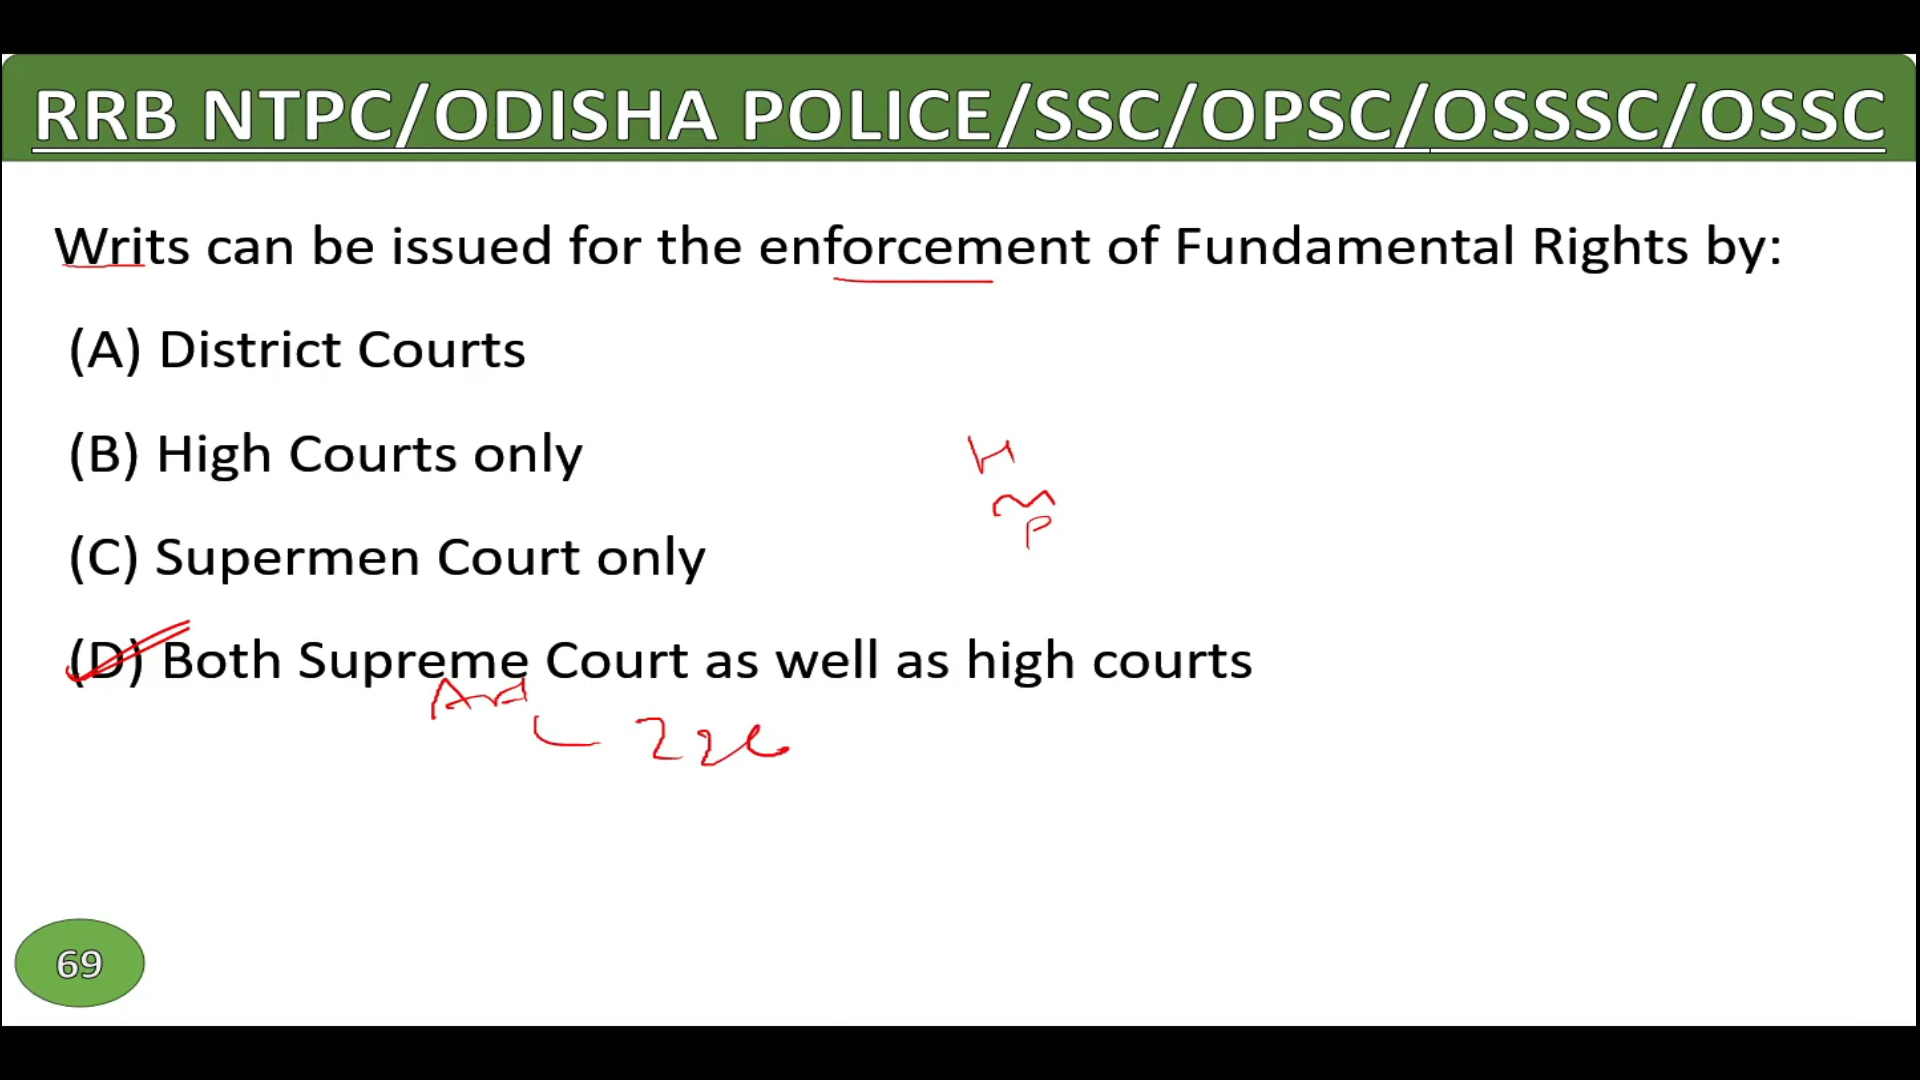 RRB NTPC/ODISHA POLICE/SSC/OPSC/OSSSC/OSSC
Writs can be issued for the enforcement of Fundamental Rights by:
(A) District Courts
(B) High Courts only
(C) Supermen Court only
(D) Both Supreme Court as well as high courts
69